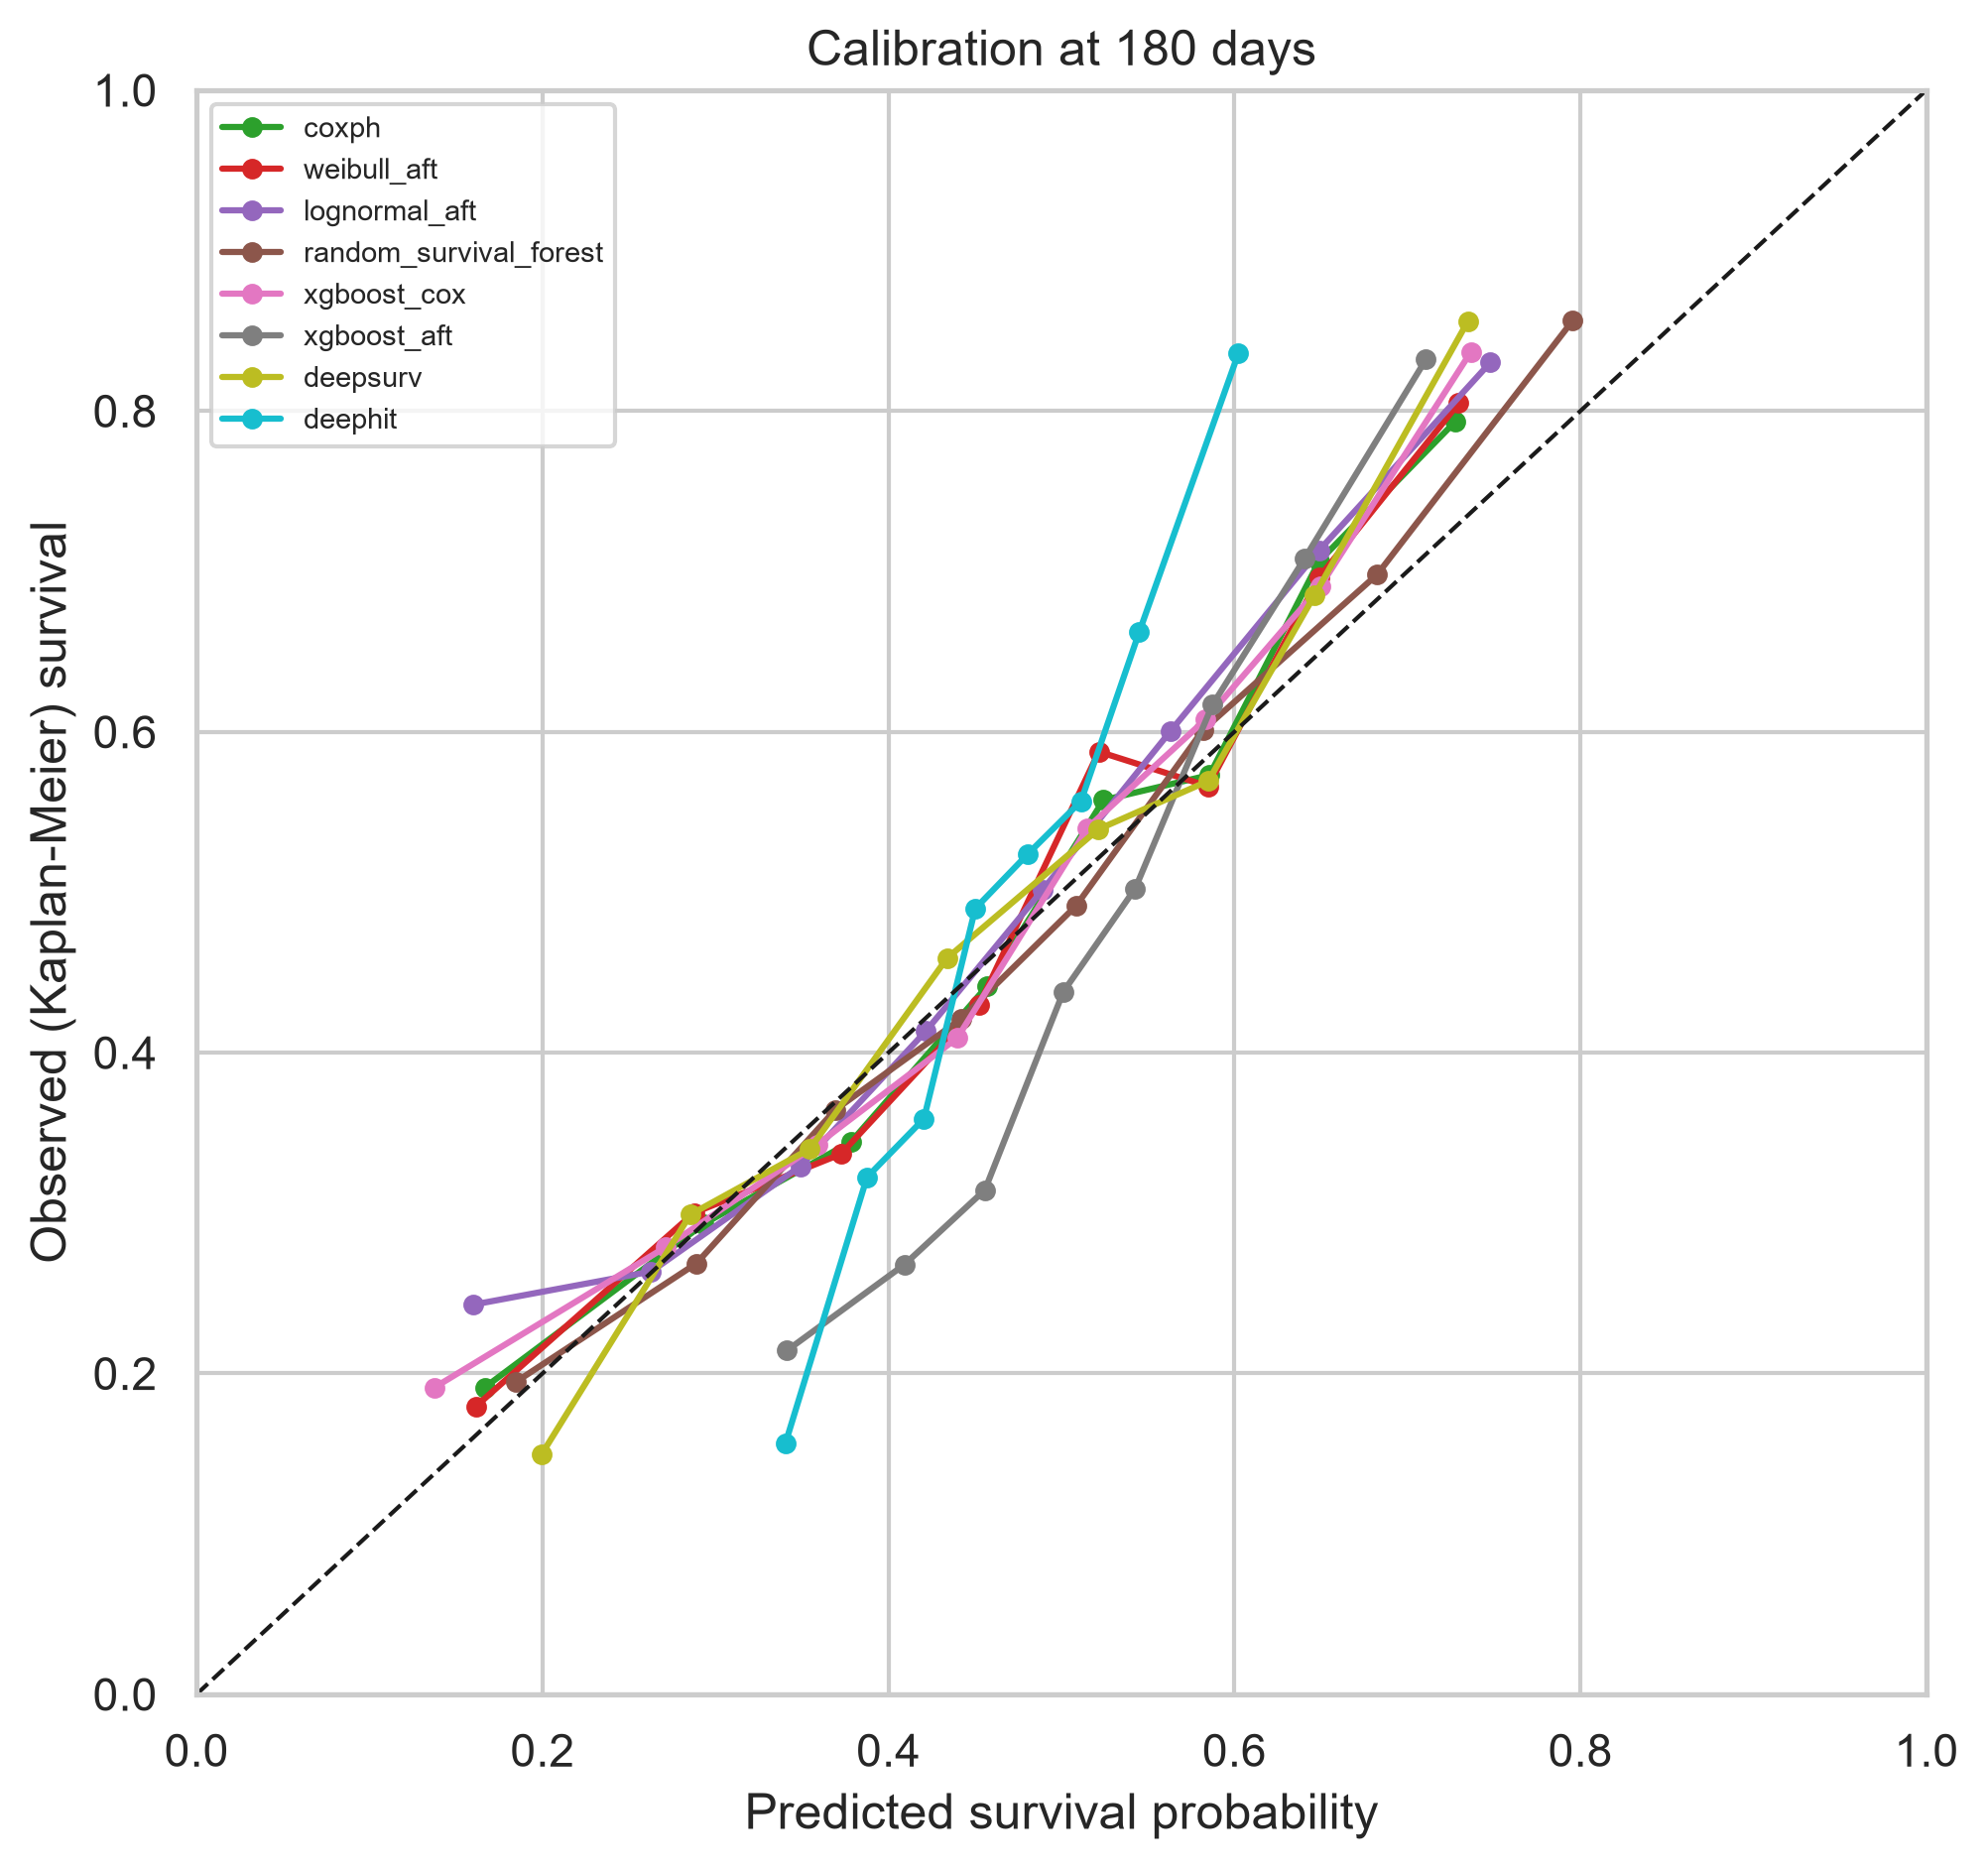 Calibration at 180 days
1.0
0.8
0.6
0.4
0.2
0.0
Observed (Kaplan-Meier) survival
coxph
weibull_aft
lognormal_aft
random_survival_forest
xgboost_cox
xgboost_aft
deepsurv
deephit
0.0 0.2 0.4 0.6 0.8 1.0
Predicted survival probability